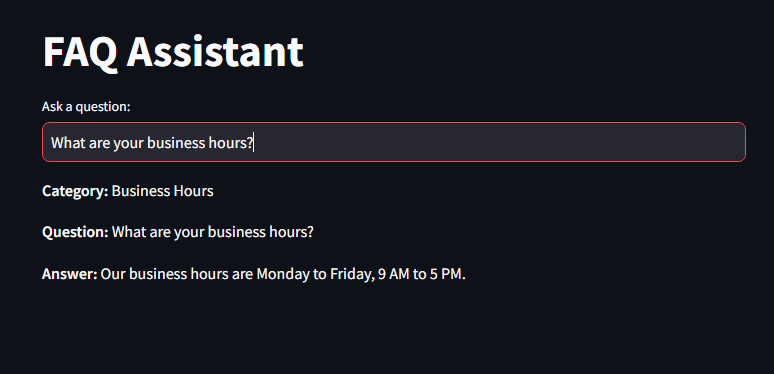 FAQ Assistant
Ask a question:
What are your business hours?
Category: Business Hours
Question: What are your business hours?
Answer: Our business hours are Monday to Friday, 9 AM to 5 PM.